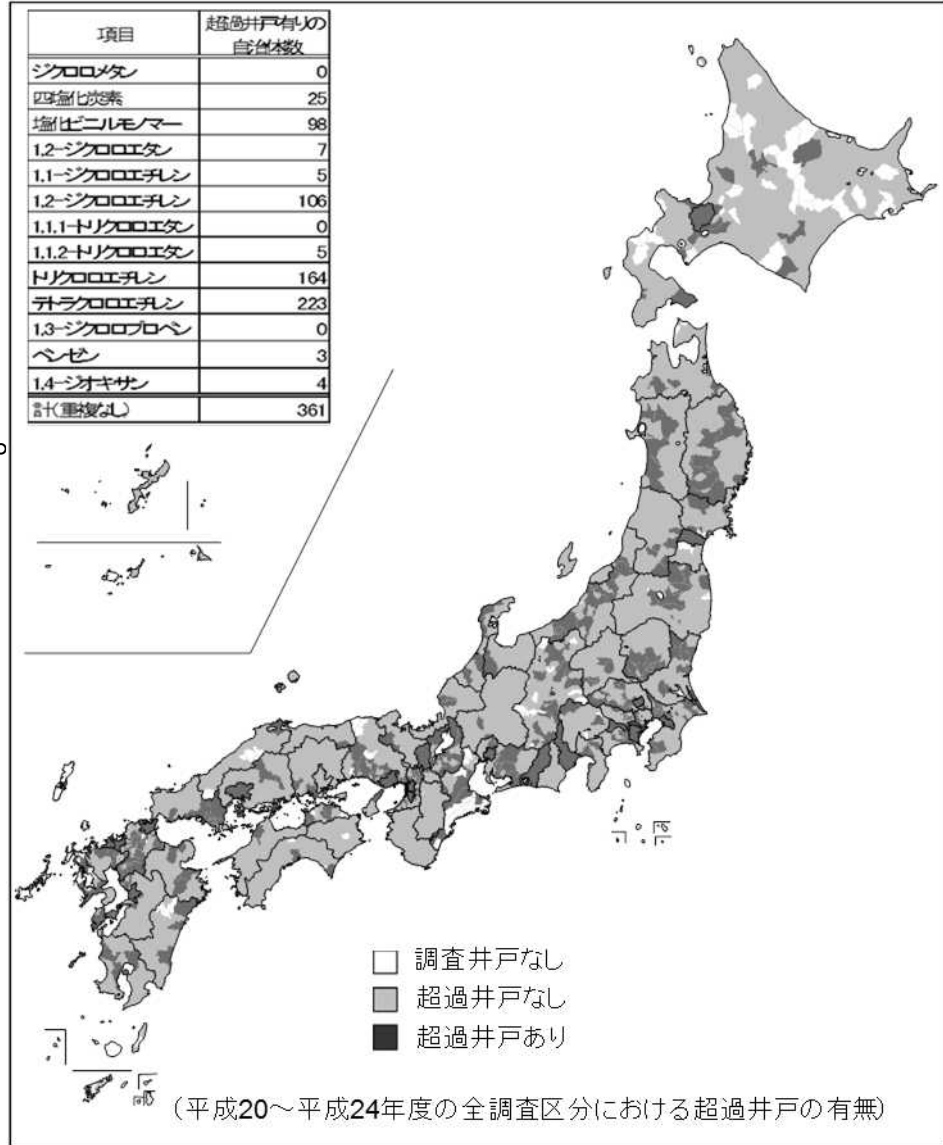 項目 超過井戸有りの
自治体数
ジクロロメタン 0
四塩化炭素 25
塩化ビニルモノマー 98
1,2-ジクロロエタン 7
1,1-ジクロロエチレン 5
1,2-ジクロロエチレン 106
1,1,1-トリクロロエタン 0
1,1,2-トリクロロエタン 5
トリクロロエチレン 164
テトラクロロエチレン 223
1,3-ジクロロプロペン 0
ベンゼン 3
1,4-ジオキサン 4
計(重複なし) 361
調査井戸なし
超過井戸なし
超過井戸あり
(平成20～平成24年度の全調査区分における超過井戸の有無)